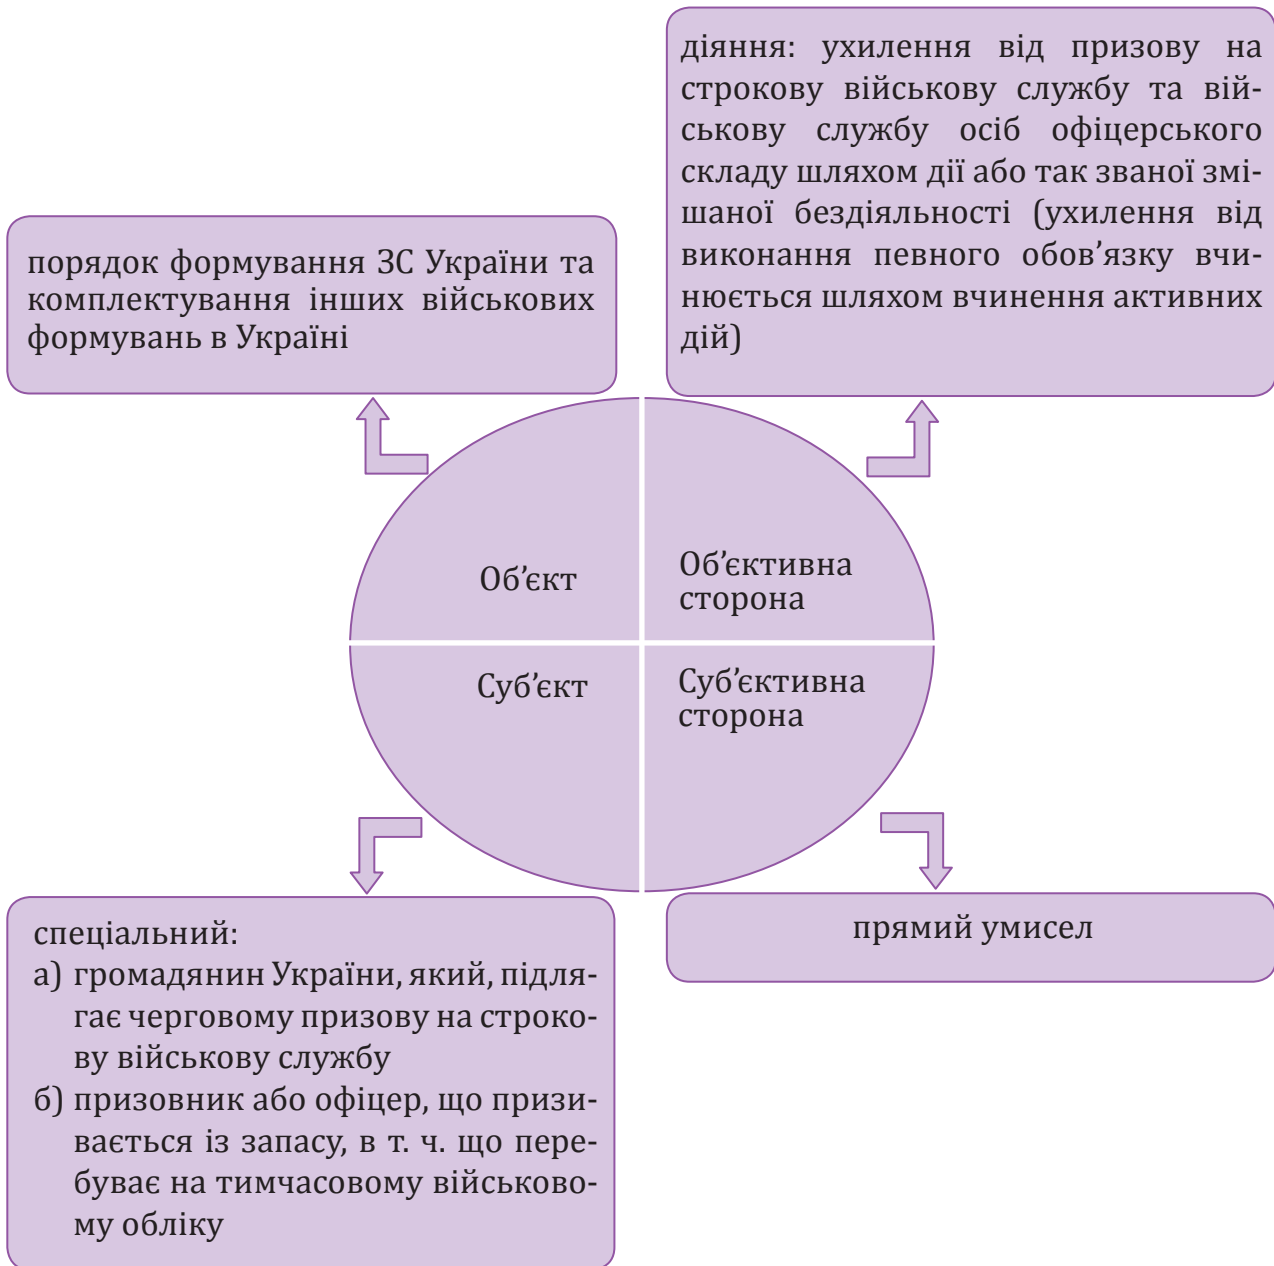 порядок формування ЗС України та
комплектування інших військових
формувань в Україні
діяння: ухилення від призову на
строкову військову службу та вій-
ськову службу осіб офіцерського
складу шляхом дії або так званої змі-
шаної бездіяльності (ухилення від
виконання певного обов’язку вчи-
нюється шляхом вчинення активних
дій)
Об’єкт
Об’єктивна
сторона
Суб’єкт
Суб’єктивна
сторона
спеціальний:
а) громадянин України, який, підля-
гає черговому призову на строко-
ву військову службу
б) призовник або офіцер, що призи-
вається із запасу, в т. ч. що пере-
буває на тимчасовому військово-
му обліку
прямий умисел